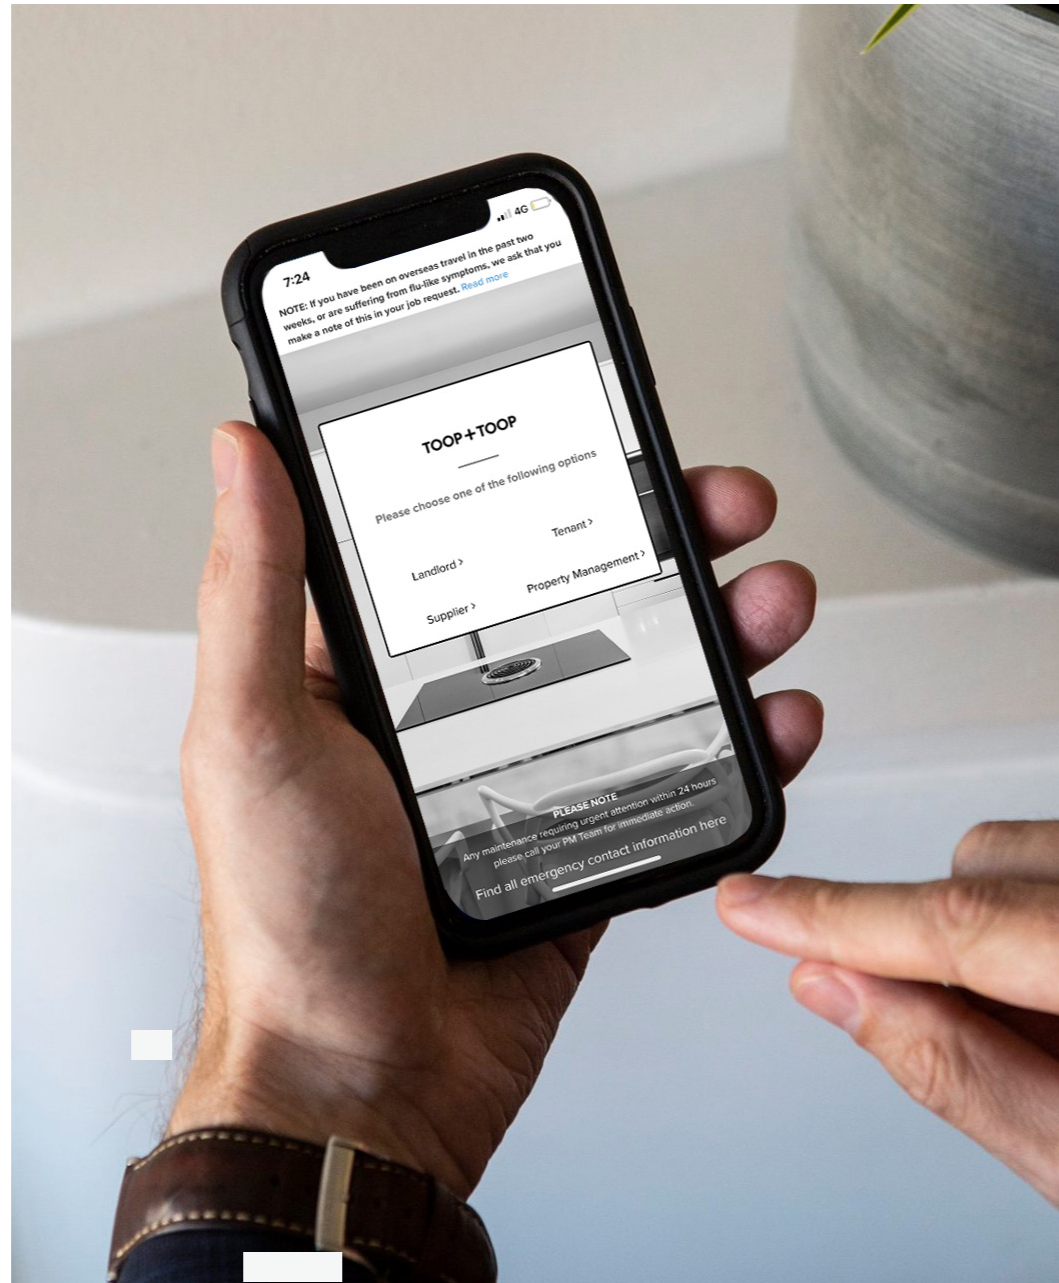 7:24
4G
NOTE: If you have been on overseas travel in the past two
weeks, or are suffering from flu-like symptoms, we ask that you
make a note of this in your job request. Read more
TOOP+TOOP
Please choose one of the following options
Landlord ›
Tenant ›
Supplier ›
Property Management ›
PLEASE NOTE
Any maintenance requiring urgent attention within 24 hours
please call your PM Team for immediate action.
Find all emergency contact information here